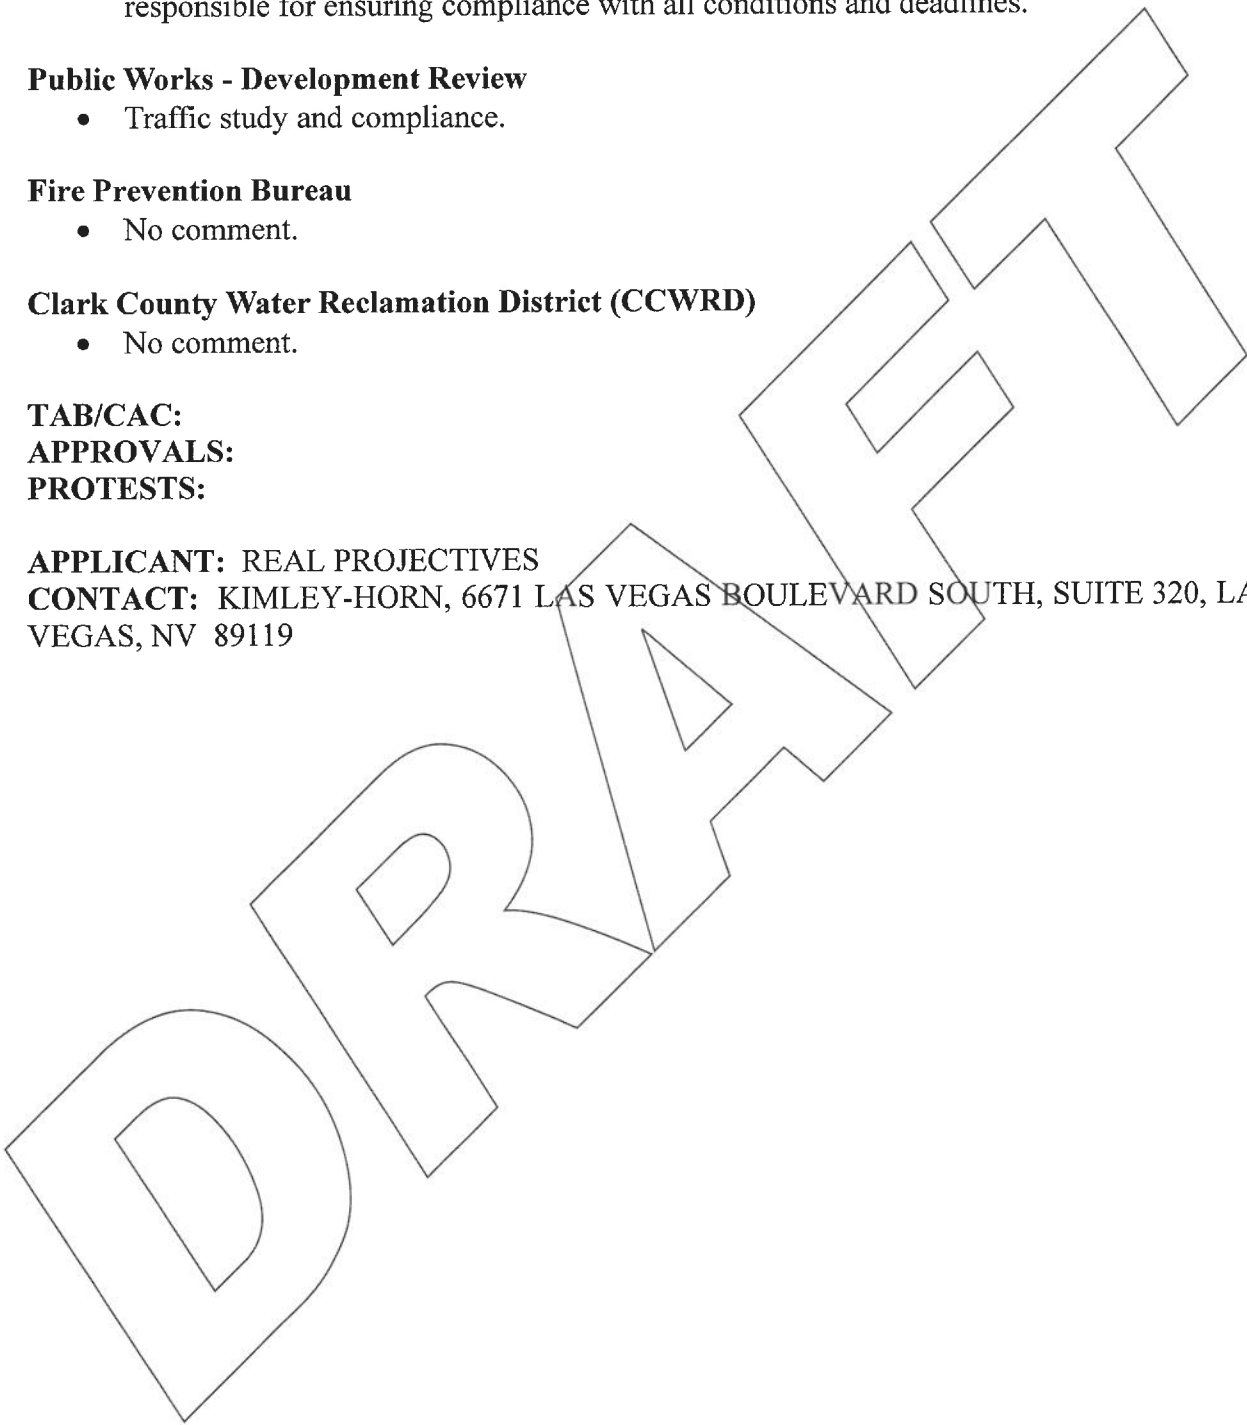 responsible for ensuring compliance with all conditions and deadlines.
Public Works - Development Review
• Traffic study and compliance.
Fire Prevention Bureau
• No comment.
Clark County Water Reclamation District (CCWRD)
• No comment.
TAB/CAC:
APPROVALS:
PROTESTS:
APPLICANT: REAL PROJECTIVES
CONTACT: KIMLEY-HORN, 6671 LAS VEGAS BOULEVARD SOUTH, SUITE 320, LA
VEGAS, NV 89119
DRAFT